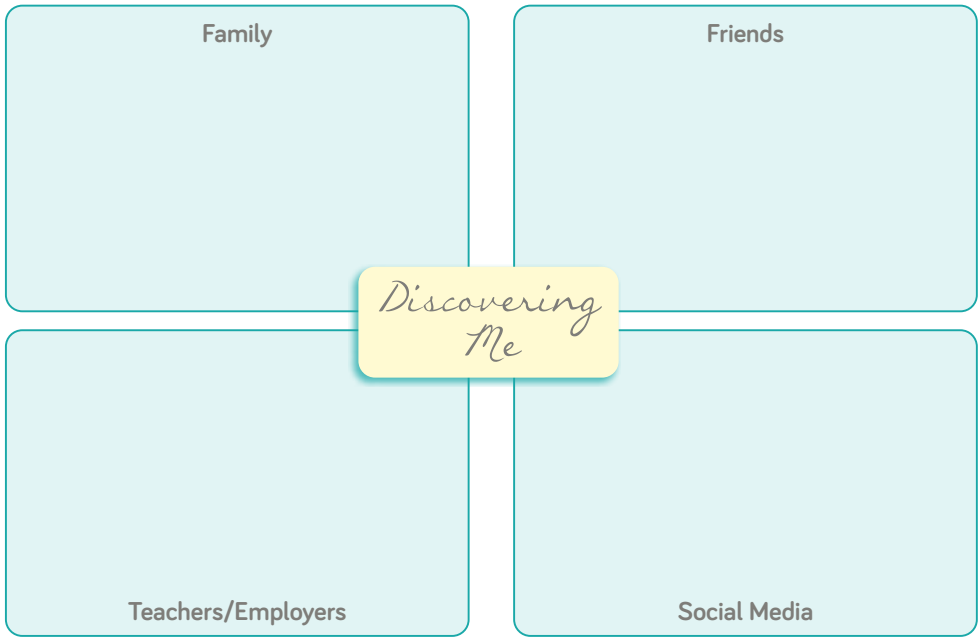 Family
Friends
Discovering
Me
Teachers/Employers
Social Media